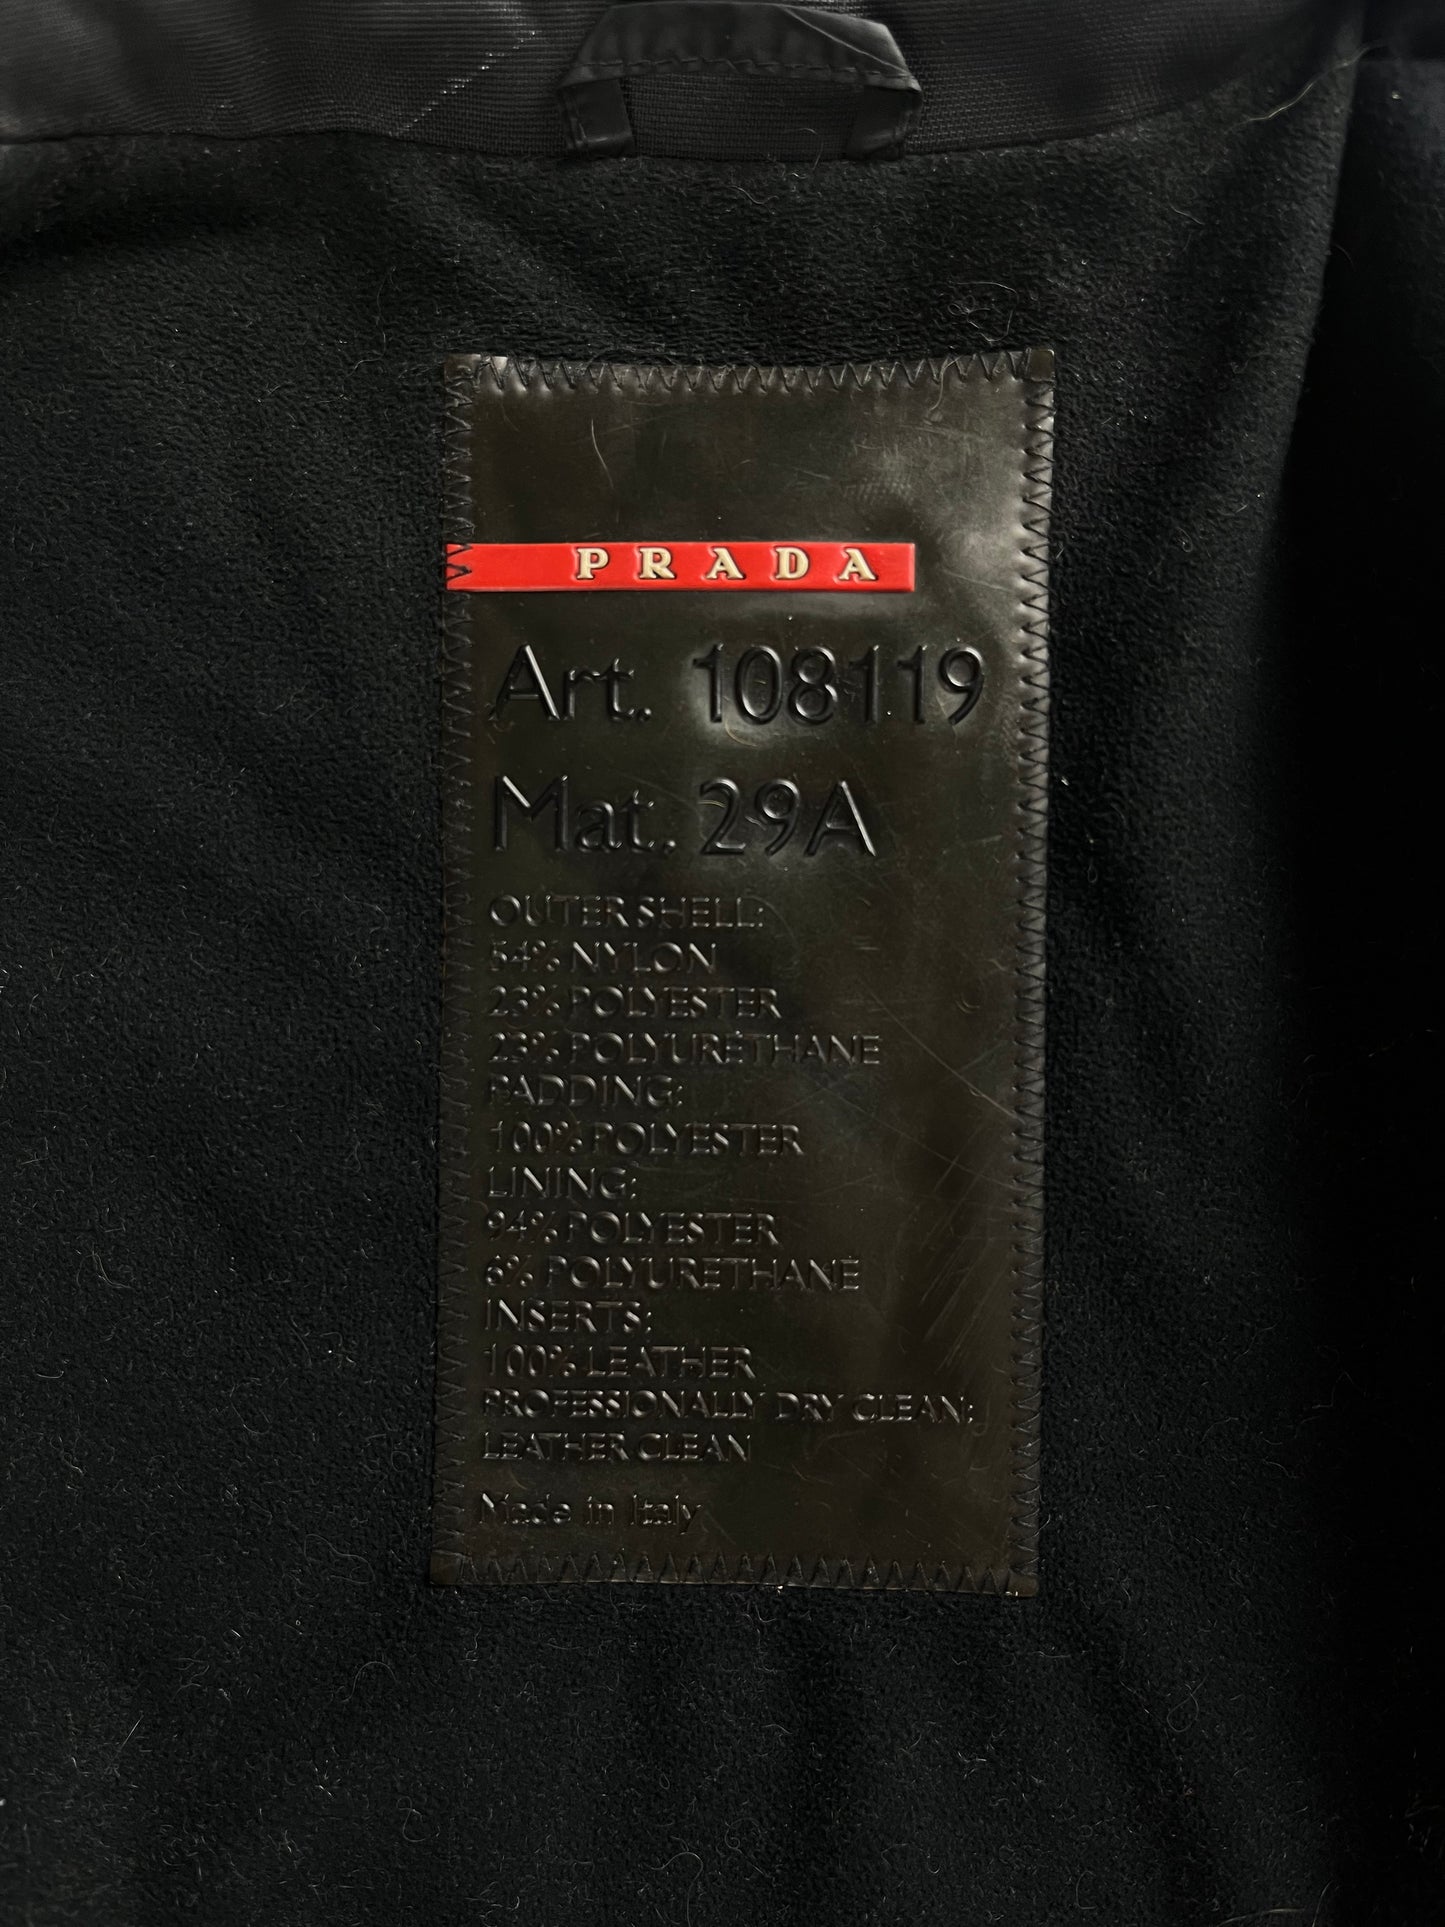 PRADA
Art. 108119
Mat. 29A
OUTER SHELL:
54% NYLON
23% POLYESTER
23% POLYURETHANE
PADDING:
100% POLYESTER
LINING:
94% POLYESTER
6% POLYURETHANE
INSERTS:
100% LEATHER
PROFESSIONALLY DRY CLEAN:
LEATHER CLEAN
Made in Italy